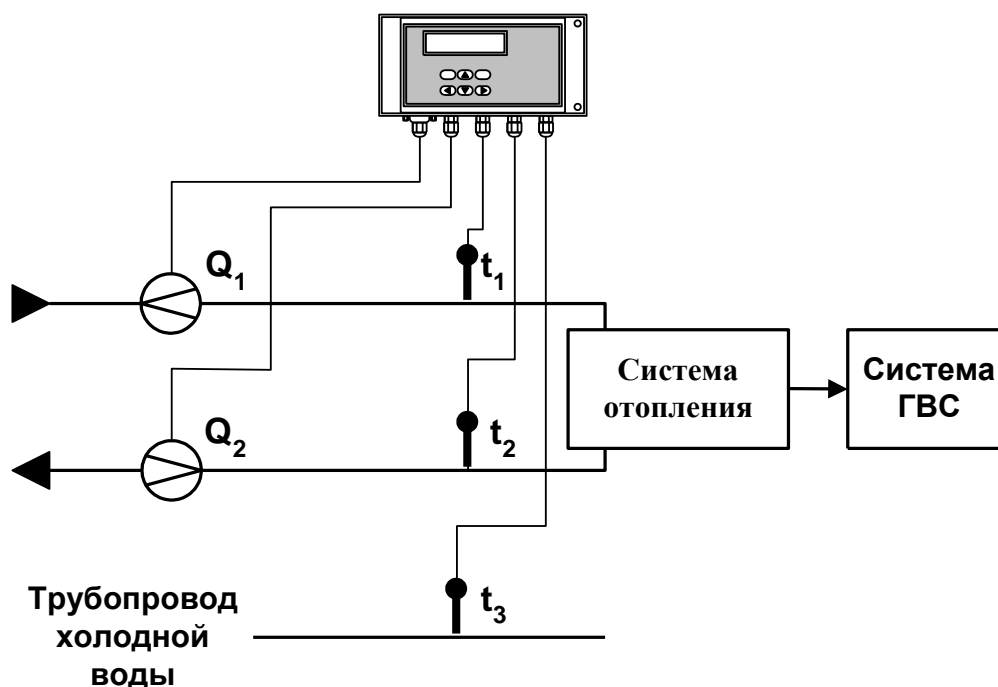 Q1
t1
Система
отопления
Система
ГВС
Q2
t2
Трубопровод
холодной
воды
t3